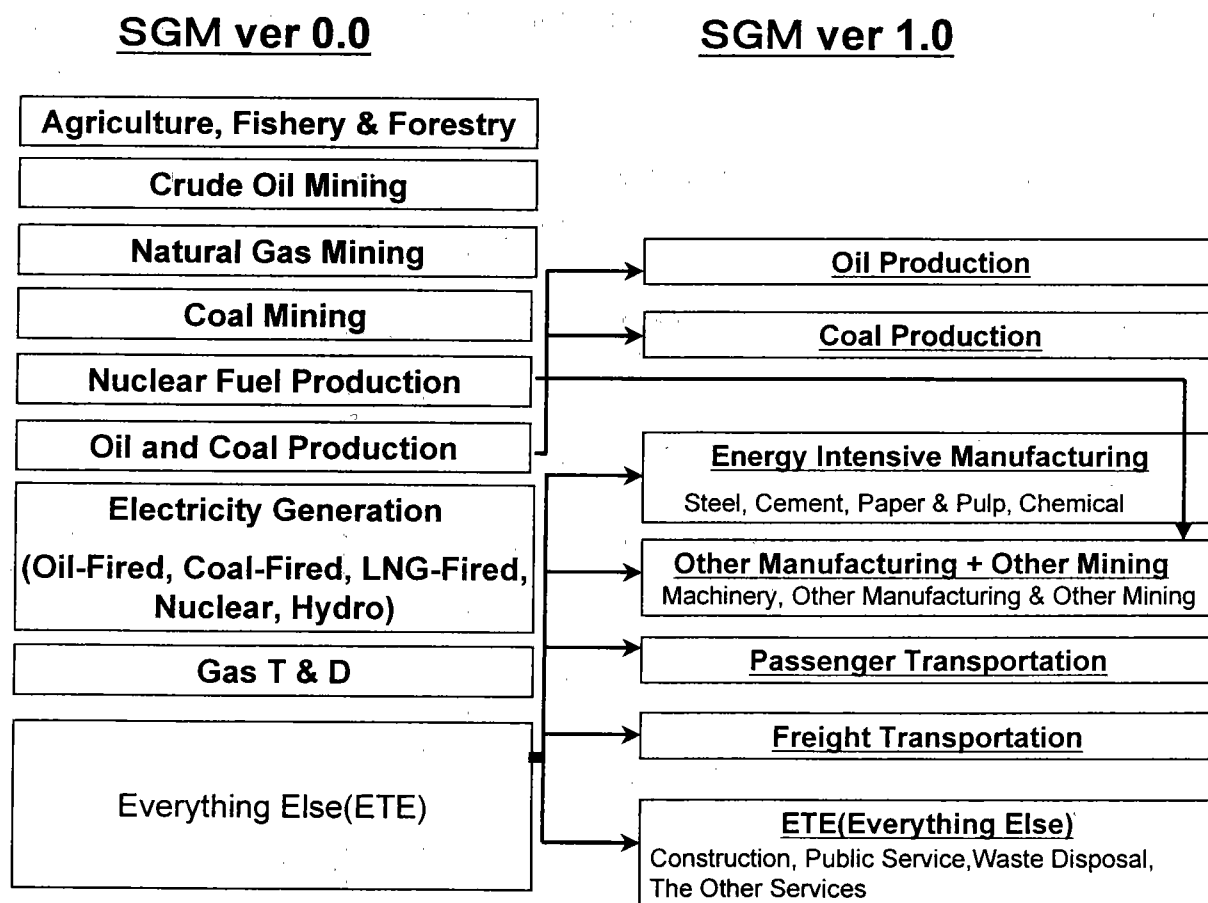 SGM ver 0.0
Agriculture, Fishery & Forestry
Crude Oil Mining
Natural Gas Mining
Coal Mining
Nuclear Fuel Production
Oil and Coal Production
Electricity Generation
(Oil-Fired, Coal-Fired, LNG-Fired,
Nuclear, Hydro)
Gas T & D
Everything Else(ETE)
SGM ver 1.0
Oil Production
Coal Production
Energy Intensive Manufacturing
Steel, Cement, Paper & Pulp, Chemical
Other Manufacturing + Other Mining
Machinery, Other Manufacturing & Other Mining
Passenger Transportation
Freight Transportation
ETE(Everything Else)
Construction, Public Service,Waste Disposal,
The Other Services